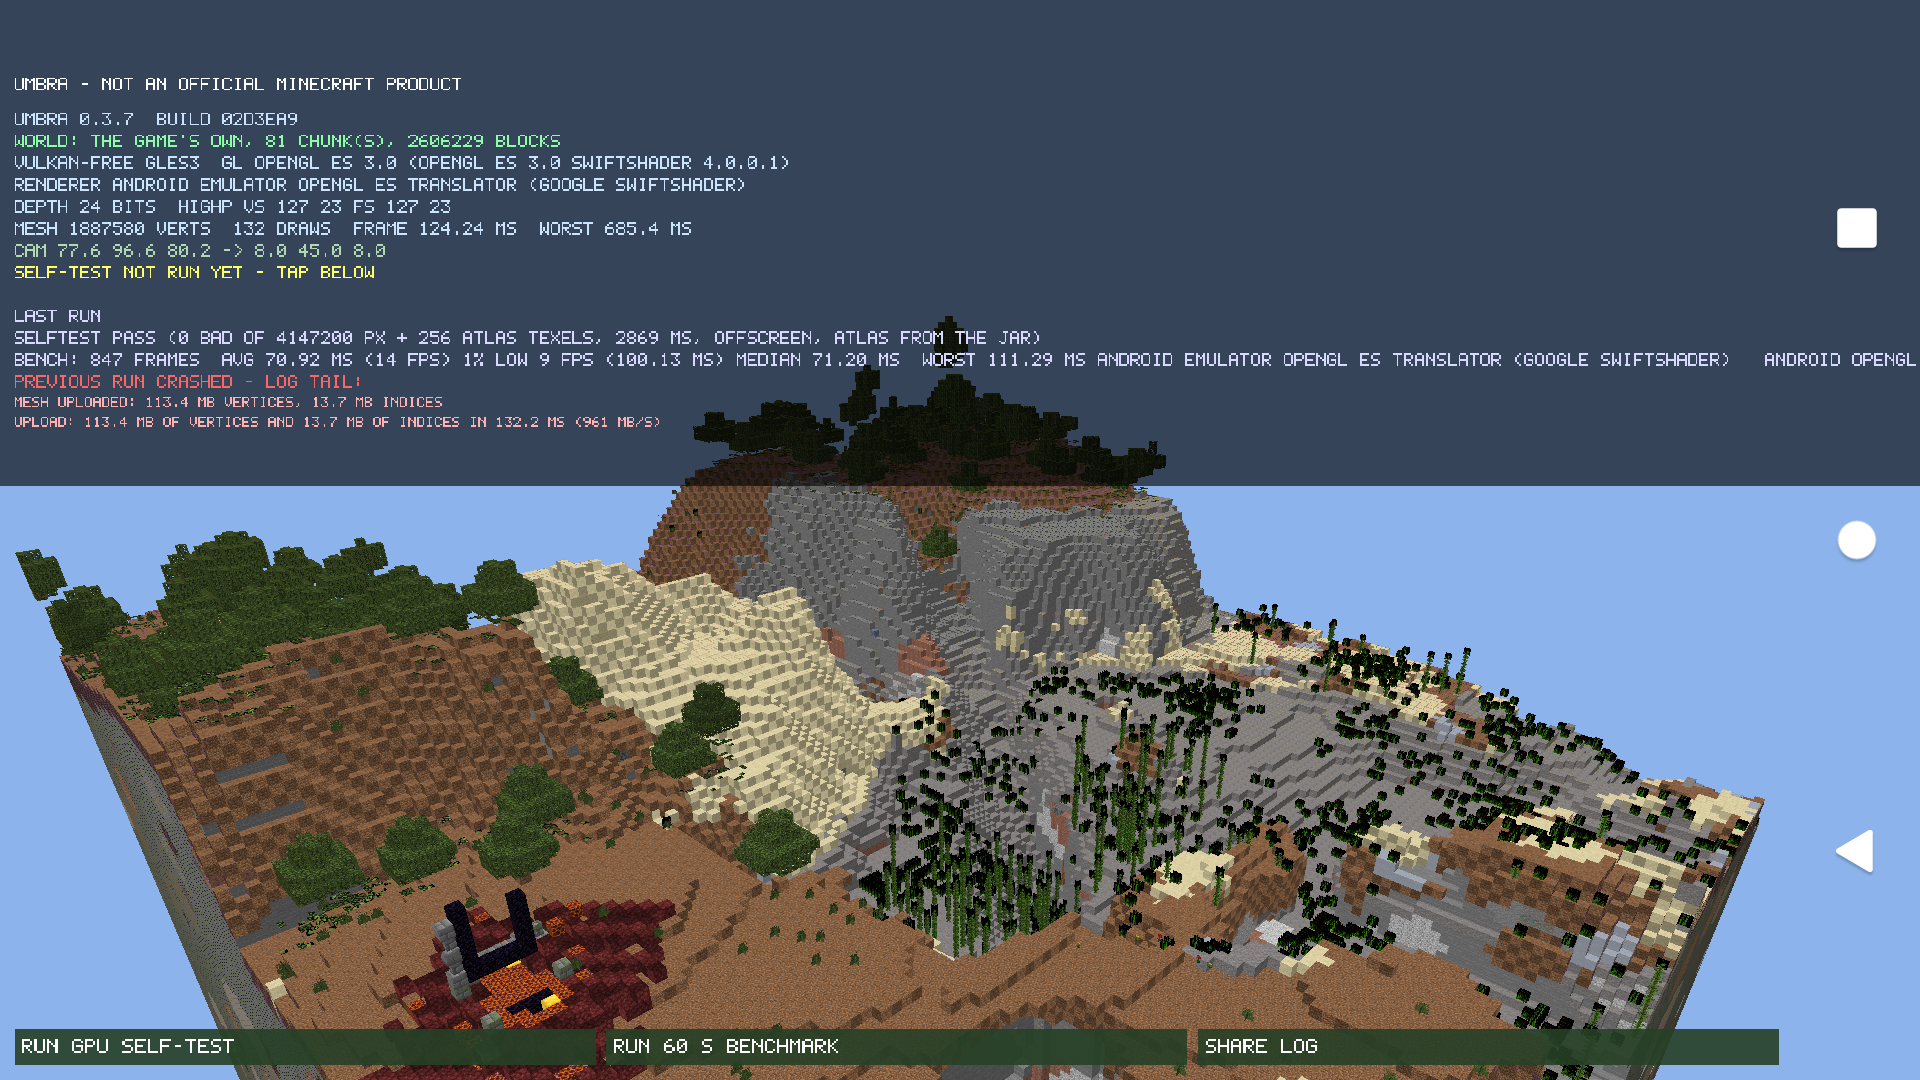 UMBRA - NOT AN OFFICIAL MINECRAFT PRODUCT
UMBRA 0.3.7 BUILD 02D3EA9
WORLD: THE GAME'S OWN, 81 CHUNK(S), 2606229 BLOCKS
VULKAN-FREE GLES3 GL OPENGL ES 3.0 (OPENGL ES 3.0 SWIFTSHADER 4.0.0.1)
RENDERER ANDROID EMULATOR OPENGL ES TRANSLATOR (GOOGLE SWIFTSHADER)
DEPTH 24 BITS HIGHP VS 127 23 FS 127 23
MESH 1887580 VERTS 132 DRAWS FRAME 124.24 MS WORST 685.4 MS
CAM 77.6 96.6 80.2 -> 8.0 45.0 8.0
SELF-TEST NOT RUN YET - TAP BELOW
LAST RUN
SELFTEST PASS (0 BAD OF 4147200 PX + 256 ATLAS TEXELS, 2869 MS, OFFSCREEN, ATLAS FROM THE JAR)
BENCH: 847 FRAMES AVG 70.92 MS (14 FPS) 1% LOW 9 FPS (100.13 MS) MEDIAN 71.20 MS WORST 111.29 MS ANDROID EMULATOR OPENGL ES TRANSLATOR (GOOGLE SWIFTSHADER) ANDROID OPENGL
PREVIOUS RUN CRASHED - LOG TAIL:
MESH UPLOADED: 113.4 MB VERTICES, 13.7 MB INDICES
UPLOAD: 113.4 MB OF VERTICES AND 13.7 MB OF INDICES IN 132.2 MS (961 MB/S)
RUN GPU SELF-TEST
RUN 60 S BENCHMARK
SHARE LOG